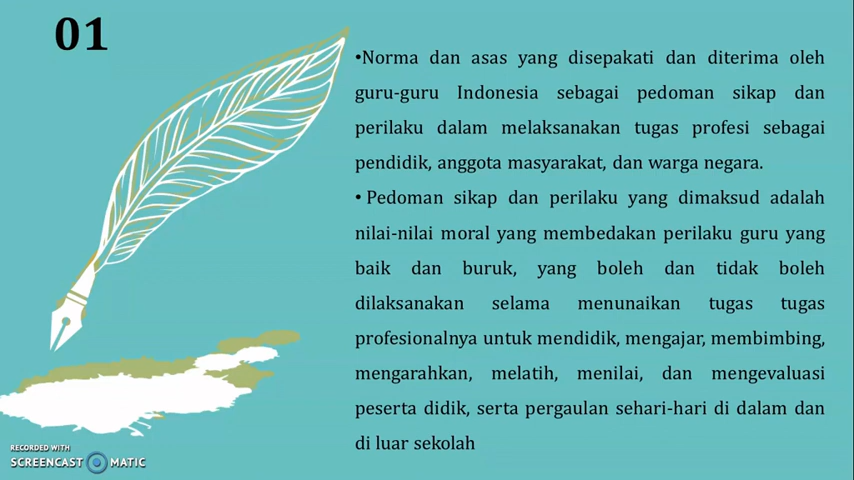 01
•Norma dan asas yang disepakati dan diterima oleh
guru-guru Indonesia sebagai pedoman sikap dan
perilaku dalam melaksanakan tugas profesi sebagai
pendidik, anggota masyarakat, dan warga negara.
• Pedoman sikap dan perilaku yang dimaksud adalah
nilai-nilai moral yang membedakan perilaku guru yang
baik dan buruk, yang boleh dan tidak boleh
dilaksanakan selama menunaikan tugas tugas
profesionalnya untuk mendidik, mengajar, membimbing,
mengarahkan, melatih, menilai, dan mengevaluasi
peserta didik, serta pergaulan sehari-hari di dalam dan
di luar sekolah
RECORDED WITH
SCREENCAST MATIC